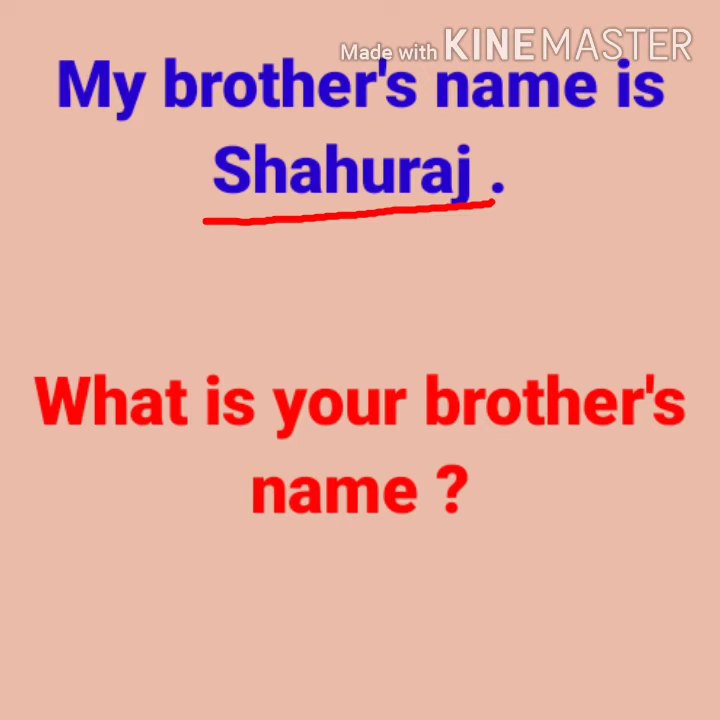 Made with KINEMASTER
My brother's name is
Shahuraj .
What is your brother's
name ?